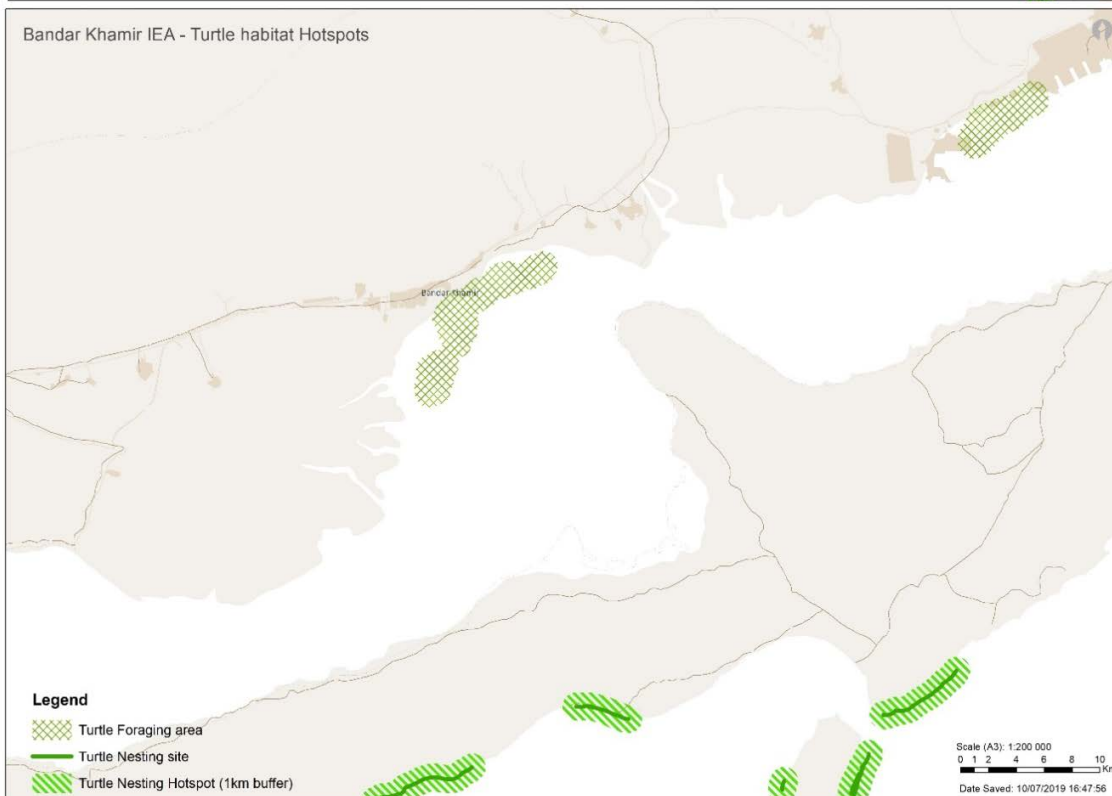 Bandar Khamir IEA - Turtle habitat Hotspots
Bandar Khamir
Legend
Turtle Foraging area
Turtle Nesting site
Turtle Nesting Hotspot (1km buffer)
Scale (A3): 1:200 000
0 1 2 4 6 8 10
Km
Date Saved: 10/07/2019 16:47:56